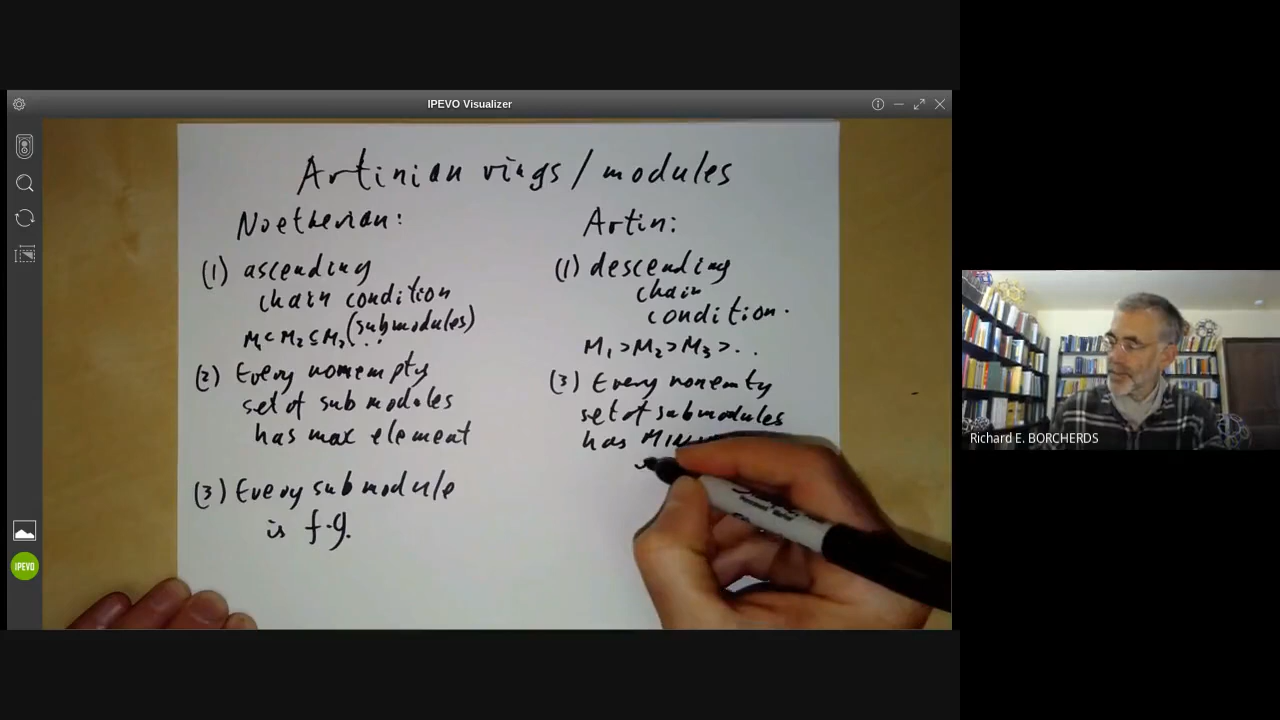 IPEVO Visualizer
Artinian rings / modules
Noetherian:
(1) ascending
chain condition
M₁ ⊂ M₂ ⊆ M₃ (submodules)
. . .
(2) Every nonempty
set of submodules
has max element
(3) Every submodule
is f.g.
Artin:
(1) descending
chain
condition.
M₁ > M₂ > M₃ > . . .
(3) Every nonemty
set of submodules
has
Richard E. BORCHERDS
IPEVO